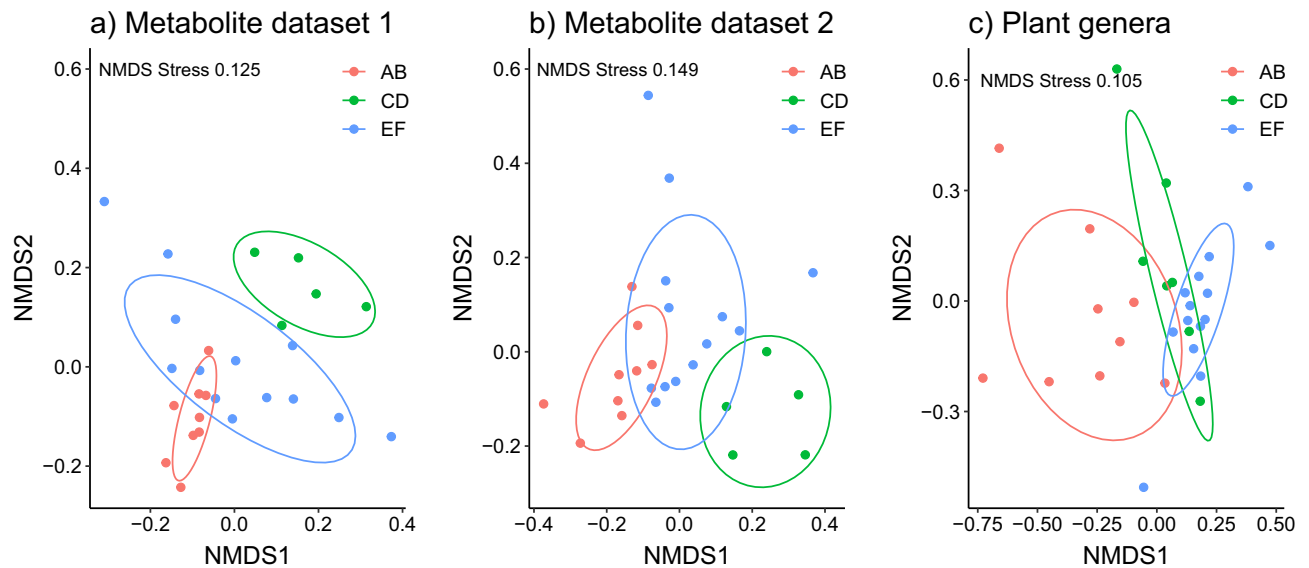 a) Metabolite dataset 1
NMDS Stress 0.125
AB
CD
EF
0.6
0.4
0.2
0.0
−0.2
NMDS2
−0.2
0.0
0.2
0.4
NMDS1
b) Metabolite dataset 2
NMDS Stress 0.149
AB
CD
EF
0.6
0.4
0.2
0.0
−0.2
NMDS2
−0.4
−0.2
0.0
0.2
0.4
NMDS1
c) Plant genera
NMDS Stress 0.105
AB
CD
EF
0.6
0.3
0.0
−0.3
NMDS2
−0.75
−0.50
−0.25
0.00
0.25
0.50
NMDS1